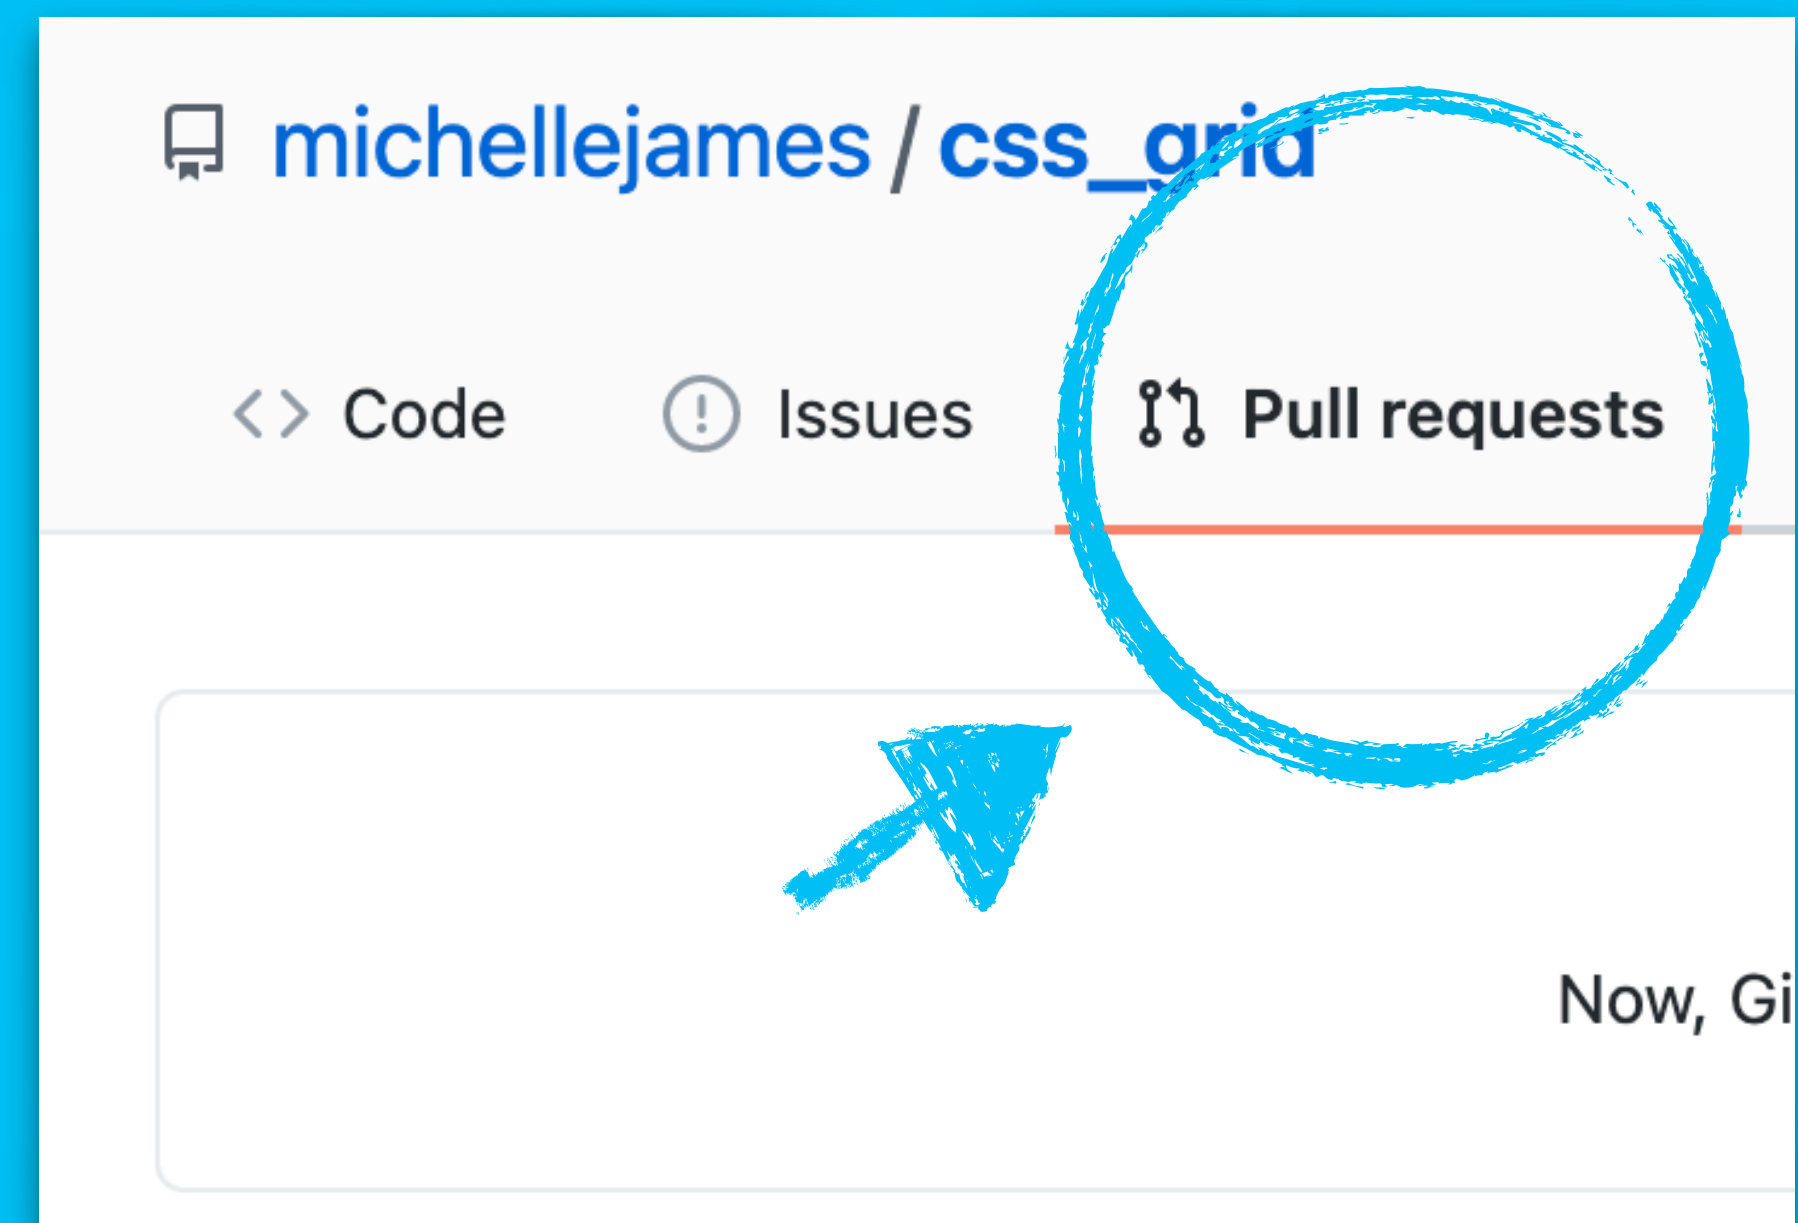 michellejames / css_grid
Code Issues Pull requests
Now, Gi